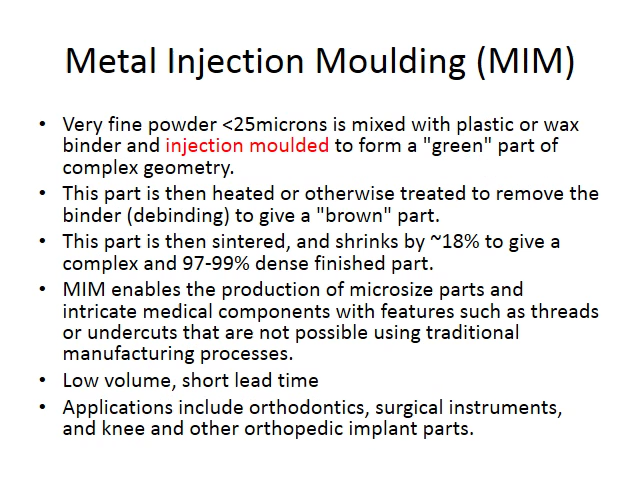 Metal Injection Moulding (MIM)
• Very fine powder <25microns is mixed with plastic or wax
binder and injection moulded to form a "green" part of
complex geometry.
• This part is then heated or otherwise treated to remove the
binder (debinding) to give a "brown" part.
• This part is then sintered, and shrinks by ~18% to give a
complex and 97-99% dense finished part.
• MIM enables the production of microsize parts and
intricate medical components with features such as threads
or undercuts that are not possible using traditional
manufacturing processes.
• Low volume, short lead time
• Applications include orthodontics, surgical instruments,
and knee and other orthopedic implant parts.